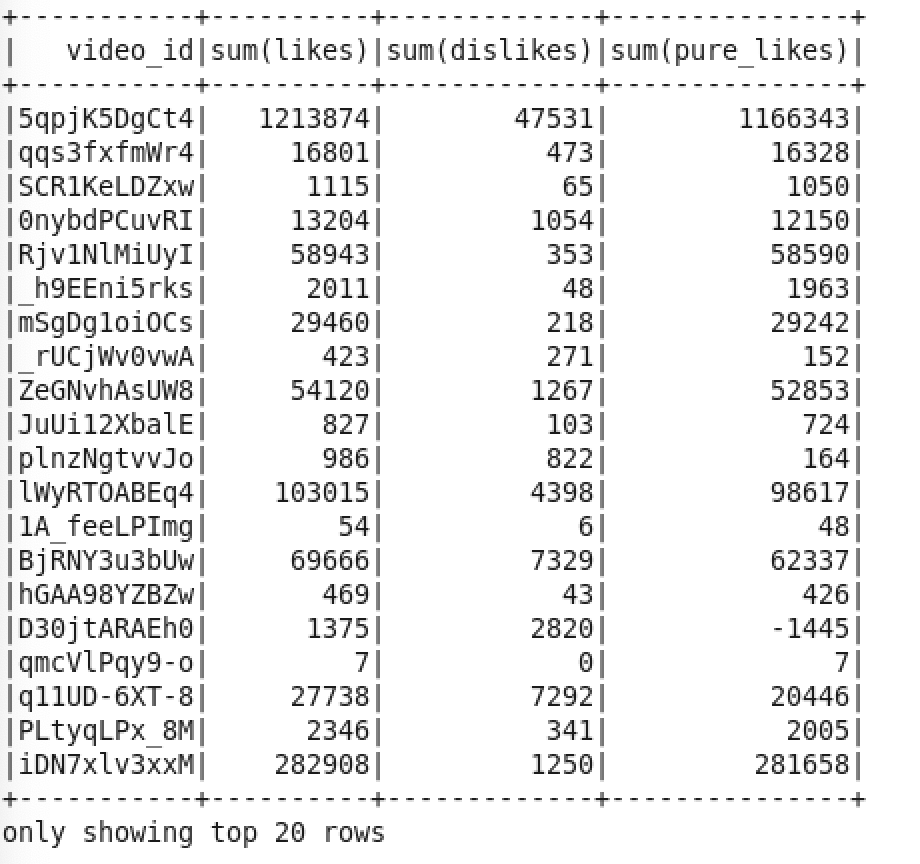 +-----------+----------+-------------+---------------+
|   video_id|sum(likes)|sum(dislikes)|sum(pure_likes)|
+-----------+----------+-------------+---------------+
|5qpjK5DgCt4|   1213874|        47531|        1166343|
|qqs3fxfmWr4|     16801|          473|          16328|
|SCR1KeLDZxw|      1115|           65|           1050|
|0nybdPCuvRI|     13204|         1054|          12150|
|Rjv1NlMiUyI|     58943|          353|          58590|
|_h9EEni5rks|      2011|           48|           1963|
|mSgDg1oiOCs|     29460|          218|          29242|
|_rUCjWv0vwA|       423|          271|            152|
|ZeGNvhAsUW8|     54120|         1267|          52853|
|JuUi12XbalE|       827|          103|            724|
|plnzNgtvvJo|       986|          822|            164|
|lWyRTOABEq4|    103015|         4398|          98617|
|1A_feeLPImg|        54|            6|             48|
|BjRNY3u3bUw|     69666|         7329|          62337|
|hGAA98YZBZw|       469|           43|            426|
|D30jtARAEh0|      1375|         2820|          -1445|
|qmcVlPqy9-o|         7|            0|              7|
|q11UD-6XT-8|     27738|         7292|          20446|
|PLtyqLPx_8M|      2346|          341|           2005|
|iDN7xlv3xxM|    282908|         1250|         281658|
+-----------+----------+-------------+---------------+
only showing top 20 rows